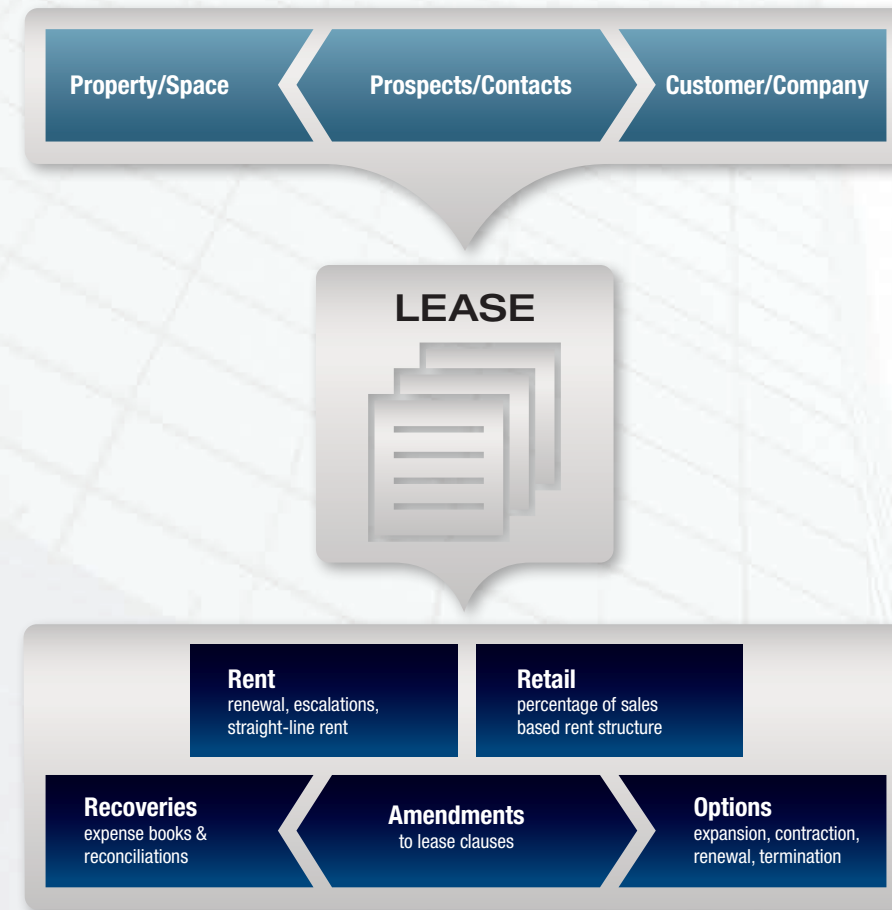 Property/Space
Prospects/Contacts
Customer/Company
LEASE
Rent
renewal, escalations,
straight-line rent
Retail
percentage of sales
based rent structure
Recoveries
expense books &
reconciliations
Amendments
to lease clauses
Options
expansion, contraction,
renewal, termination